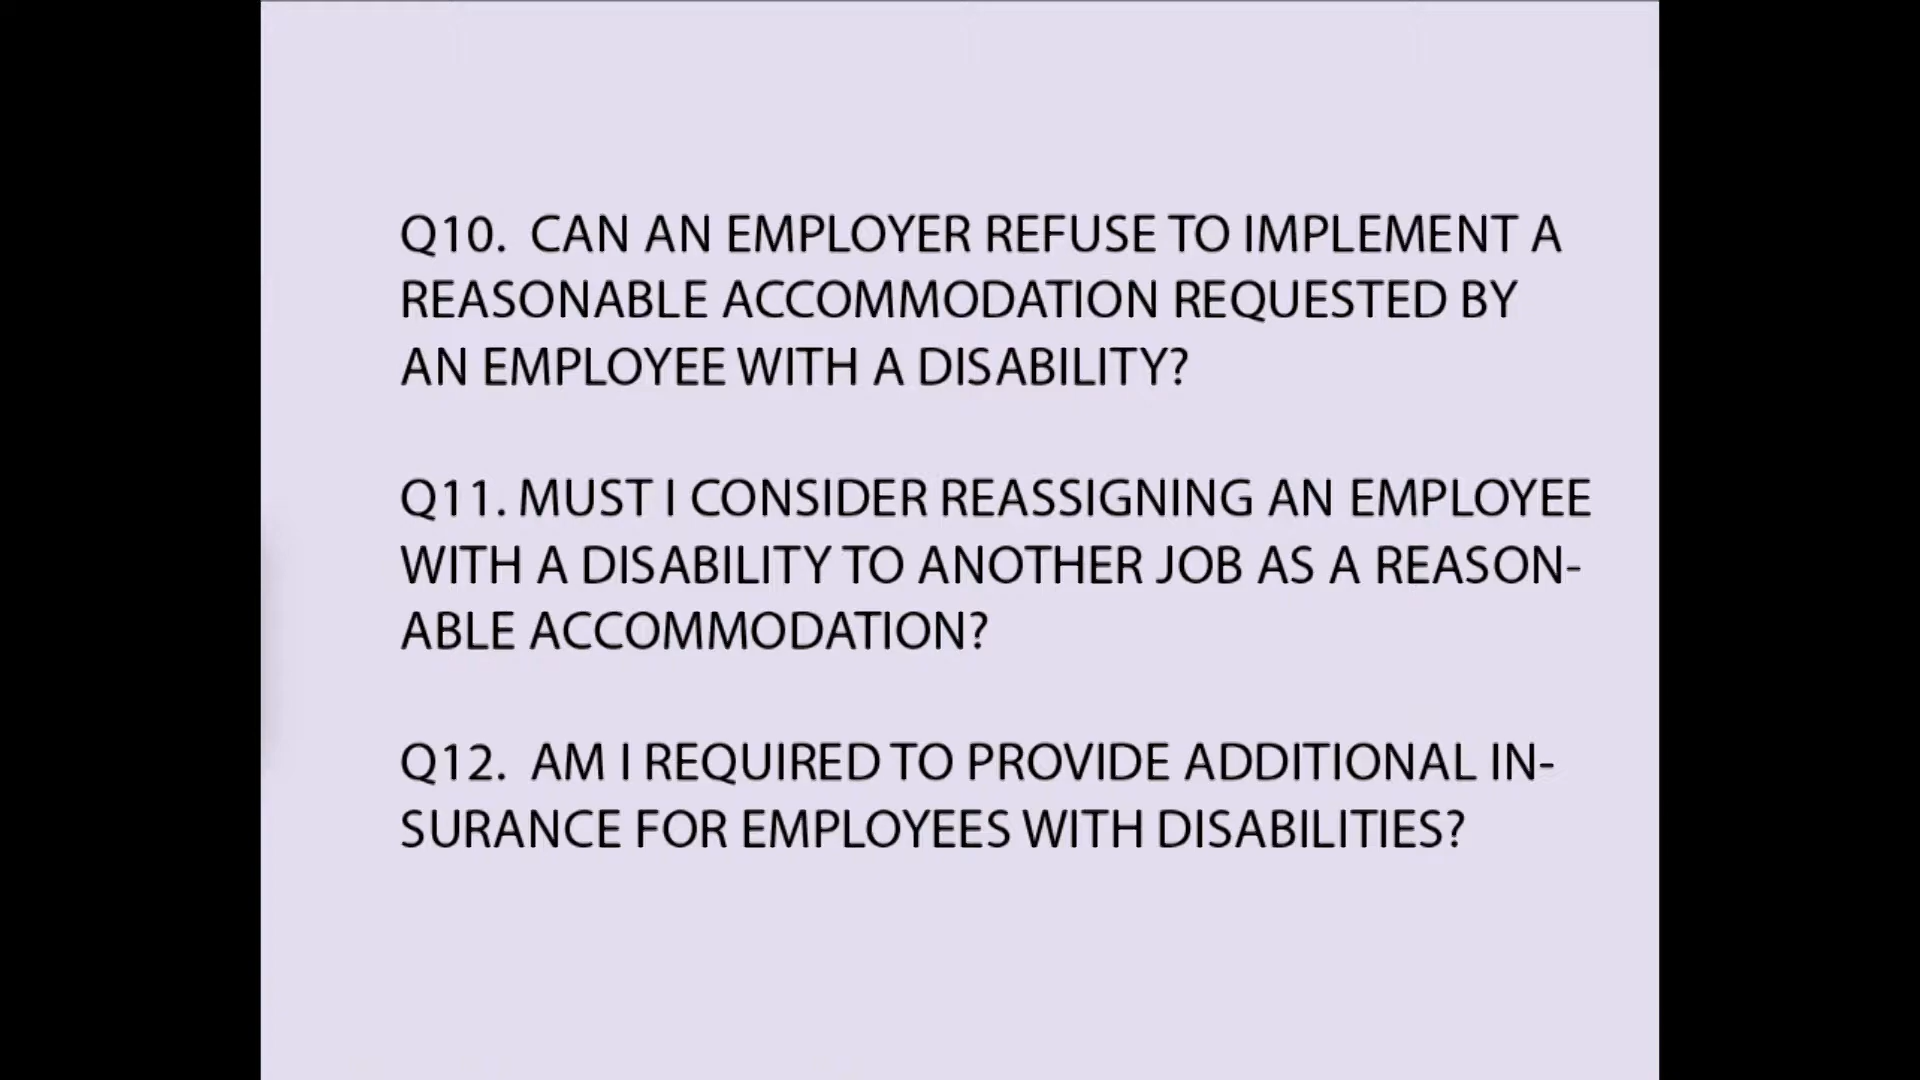 Q10.  CAN AN EMPLOYER REFUSE TO IMPLEMENT A
REASONABLE ACCOMMODATION REQUESTED BY
AN EMPLOYEE WITH A DISABILITY?
Q11. MUST I CONSIDER REASSIGNING AN EMPLOYEE
WITH A DISABILITY TO ANOTHER JOB AS A REASON-
ABLE ACCOMMODATION?
Q12.  AM I REQUIRED TO PROVIDE ADDITIONAL IN-
SURANCE FOR EMPLOYEES WITH DISABILITIES?